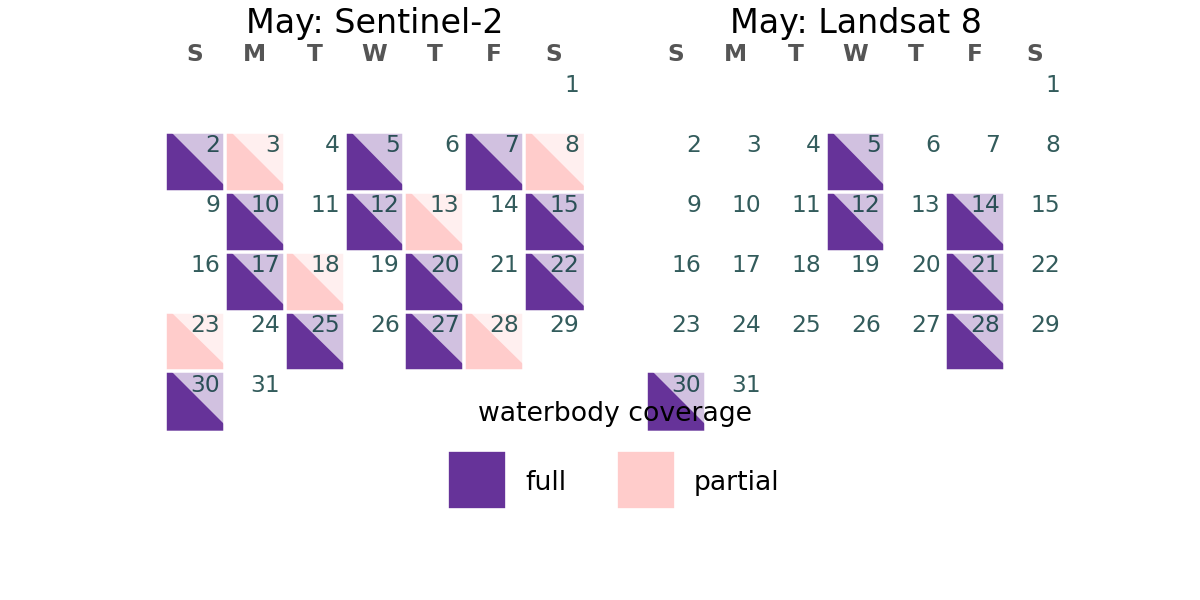 May: Sentinel-2
S M T W T F S
1
2 3 4 5 6 7 8
9 10 11 12 13 14 15
16 17 18 19 20 21 22
23 24 25 26 27 28 29
30 31
May: Landsat 8
S M T W T F S
1
2 3 4 5 6 7 8
9 10 11 12 13 14 15
16 17 18 19 20 21 22
23 24 25 26 27 28 29
30 31
waterbody coverage
full
partial